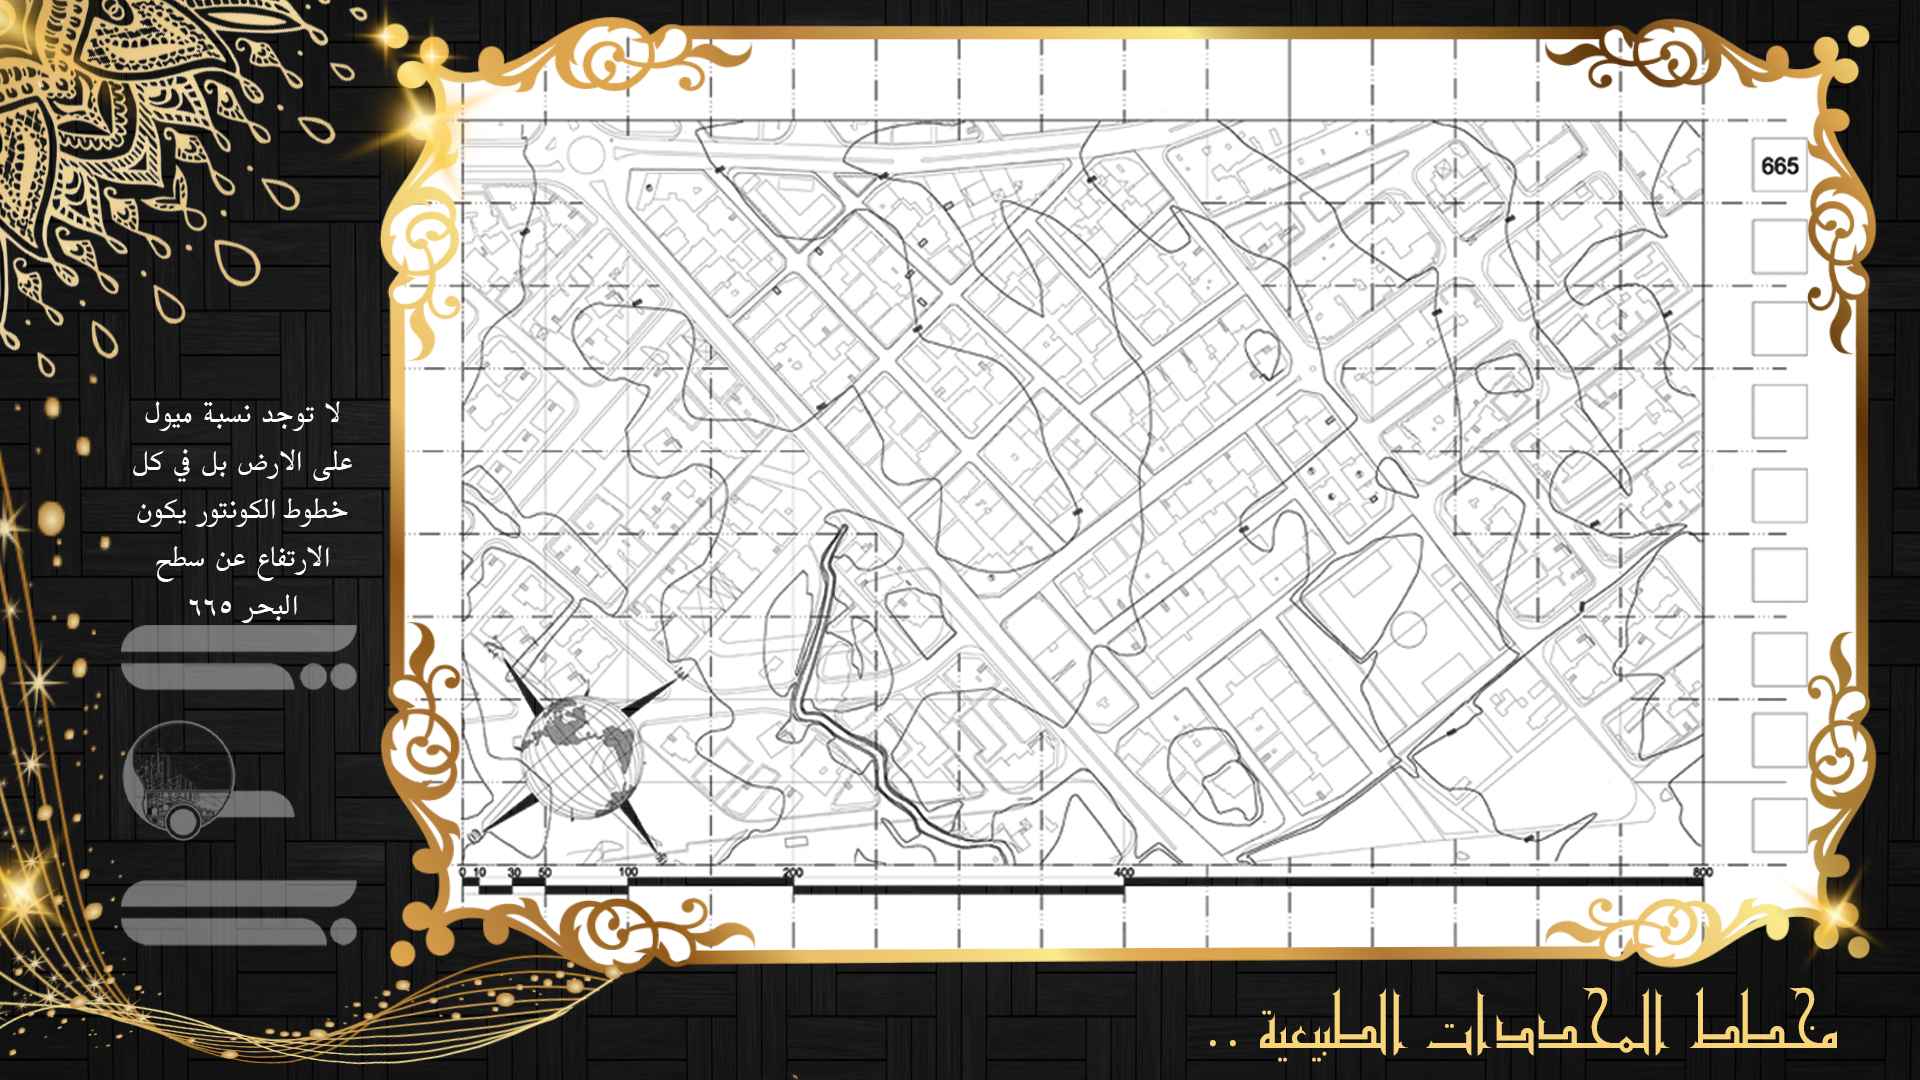 لا توجد نسبة ميول
على الارض بل في كل
خطوط الكونتور يكون
الارتفاع عن سطح
البحر ٦٦٥
665
0 10 30 50 100 200 400 800
مخطط المحددات الطبيعية ..